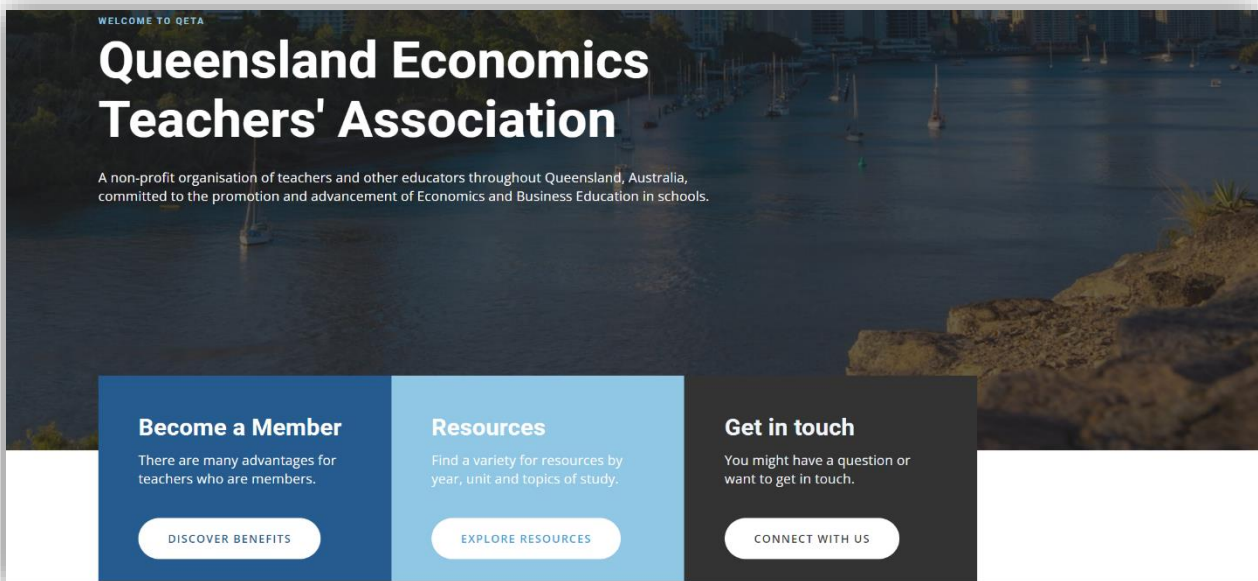 WELCOME TO QETA
Queensland Economics
Teachers' Association
A non-profit organisation of teachers and other educators throughout Queensland, Australia,
committed to the promotion and advancement of Economics and Business Education in schools.
Become a Member
There are many advantages for
teachers who are members.
DISCOVER BENEFITS
Resources
Find a variety for resources by
year, unit and topics of study.
EXPLORE RESOURCES
Get in touch
You might have a question or
want to get in touch.
CONNECT WITH US